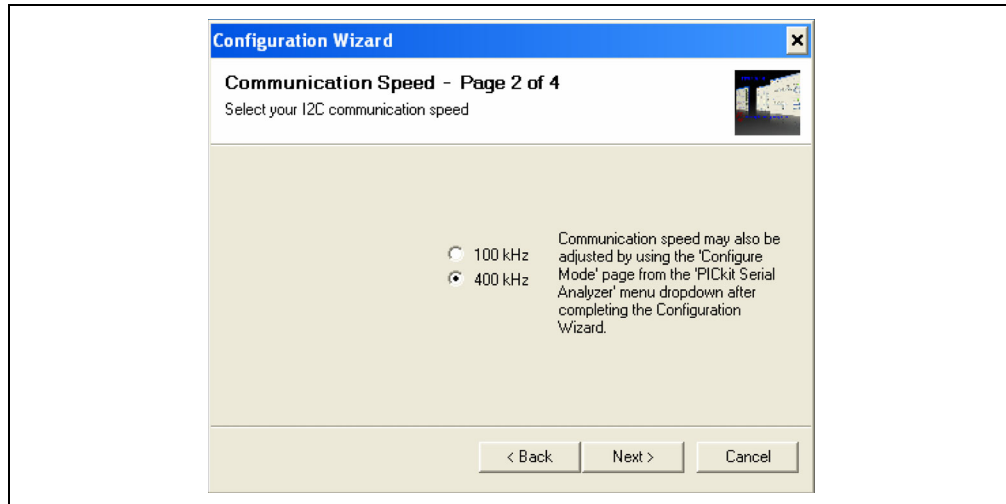 Configuration Wizard
Communication Speed - Page 2 of 4
Select your I2C communication speed
100 kHz
400 kHz
Communication speed may also be
adjusted by using the 'Configure
Mode' page from the 'PICkit Serial
Analyzer' menu dropdown after
completing the Configuration
Wizard.
< Back
Next >
Cancel